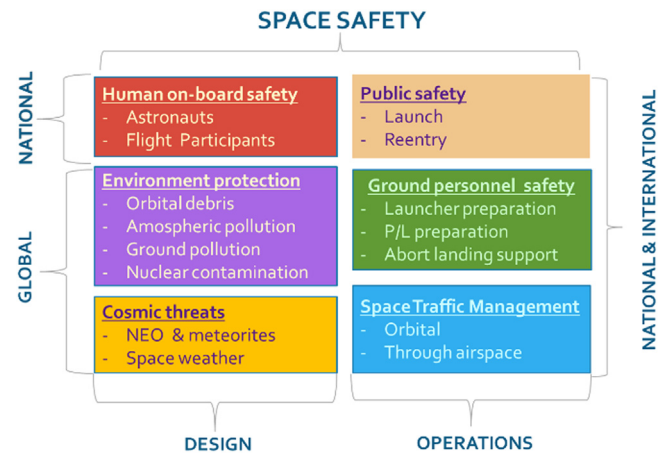 SPACE SAFETY
NATIONAL
Human on-board safety
- Astronauts
- Flight Participants
Public safety
- Launch
- Reentry
GLOBAL
Environment protection
- Orbital debris
- Amospheric pollution
- Ground pollution
- Nuclear contamination
Ground personnel safety
- Launcher preparation
- P/L preparation
- Abort landing support
Cosmic threats
- NEO & meteorites
- Space weather
Space Traffic Management
- Orbital
- Through airspace
NATIONAL & INTERNATIONAL
DESIGN
OPERATIONS